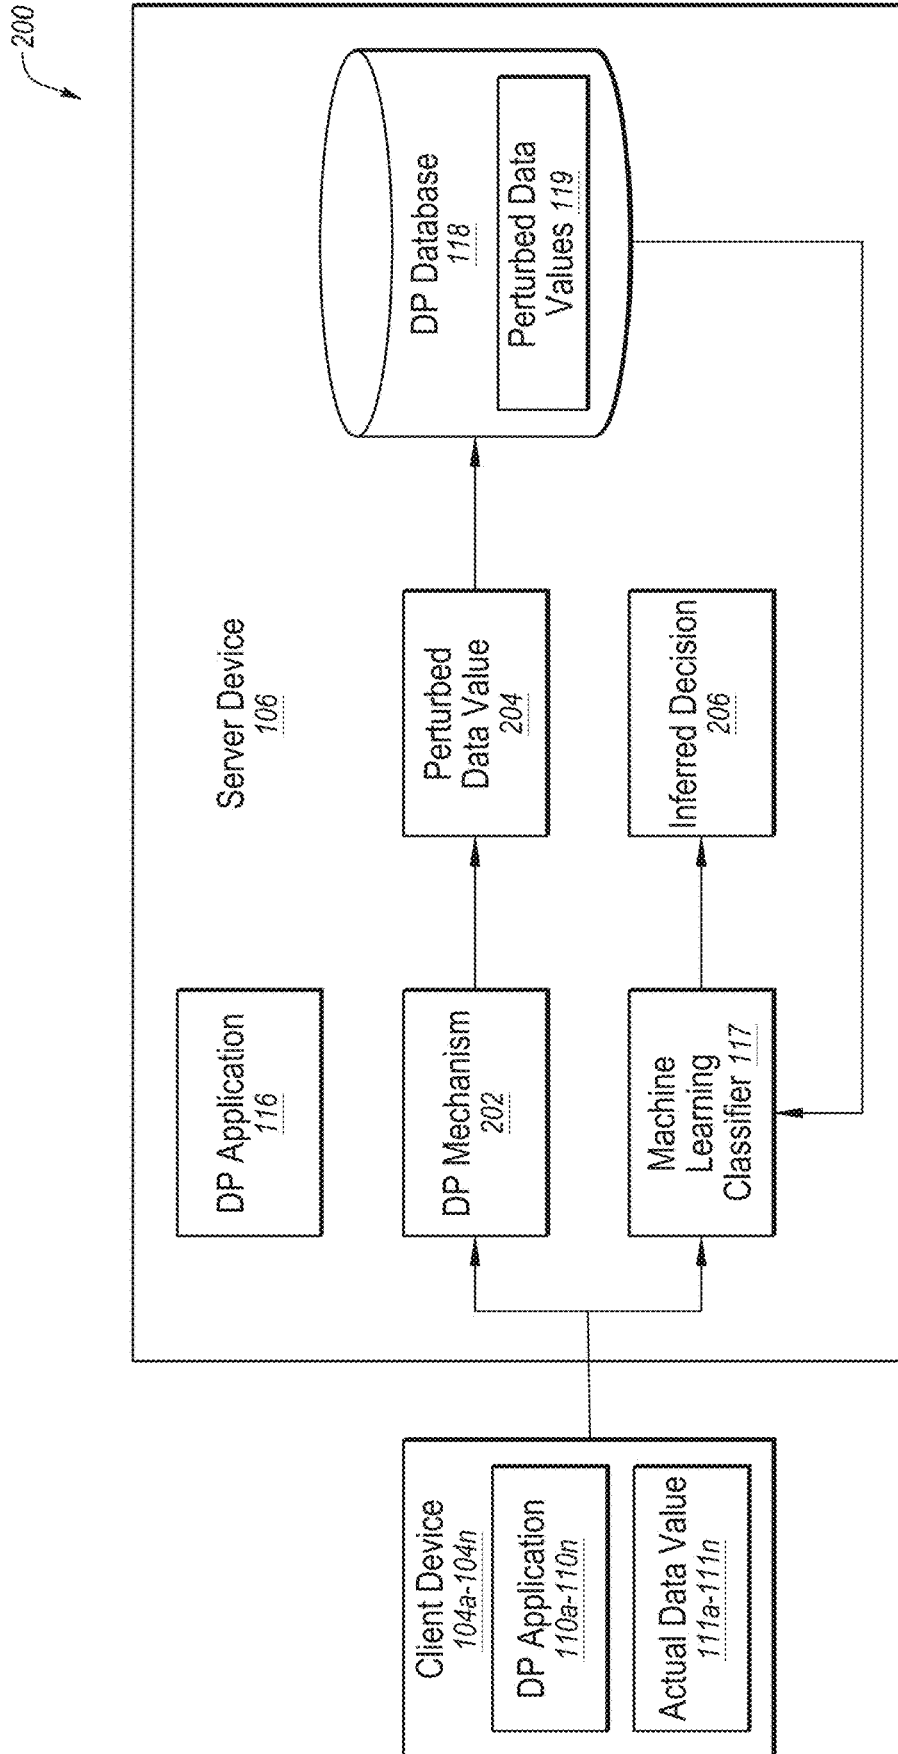 200
Server Device
106
DP Application
116
DP Mechanism
202
Perturbed
Data Value
204
DP Database
118
Perturbed Data
Values 119
Client Device
104a-104n
DP Application
110a-110n
Actual Data Value
111a-111n
Machine
Learning
Classifier 117
Inferred Decision
206